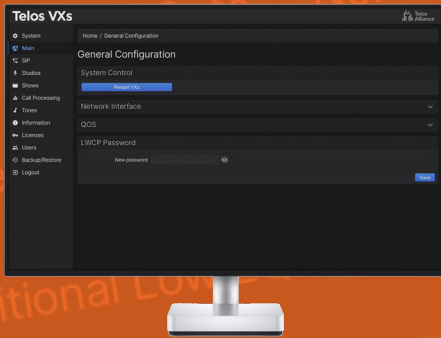 Telos VXs
Telos
Alliance
System
Main
SIP
Studios
Shows
Call Processing
Tones
Information
Licenses
Users
Backup/Restore
Logout
Home / General Configuration
General Configuration
System Control
Restart VXs
Network Interface
QOS
LWCP Password
New password
Save
itional Low